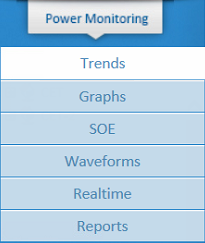 Power Monitoring
Trends
Graphs
SOE
Waveforms
Realtime
Reports